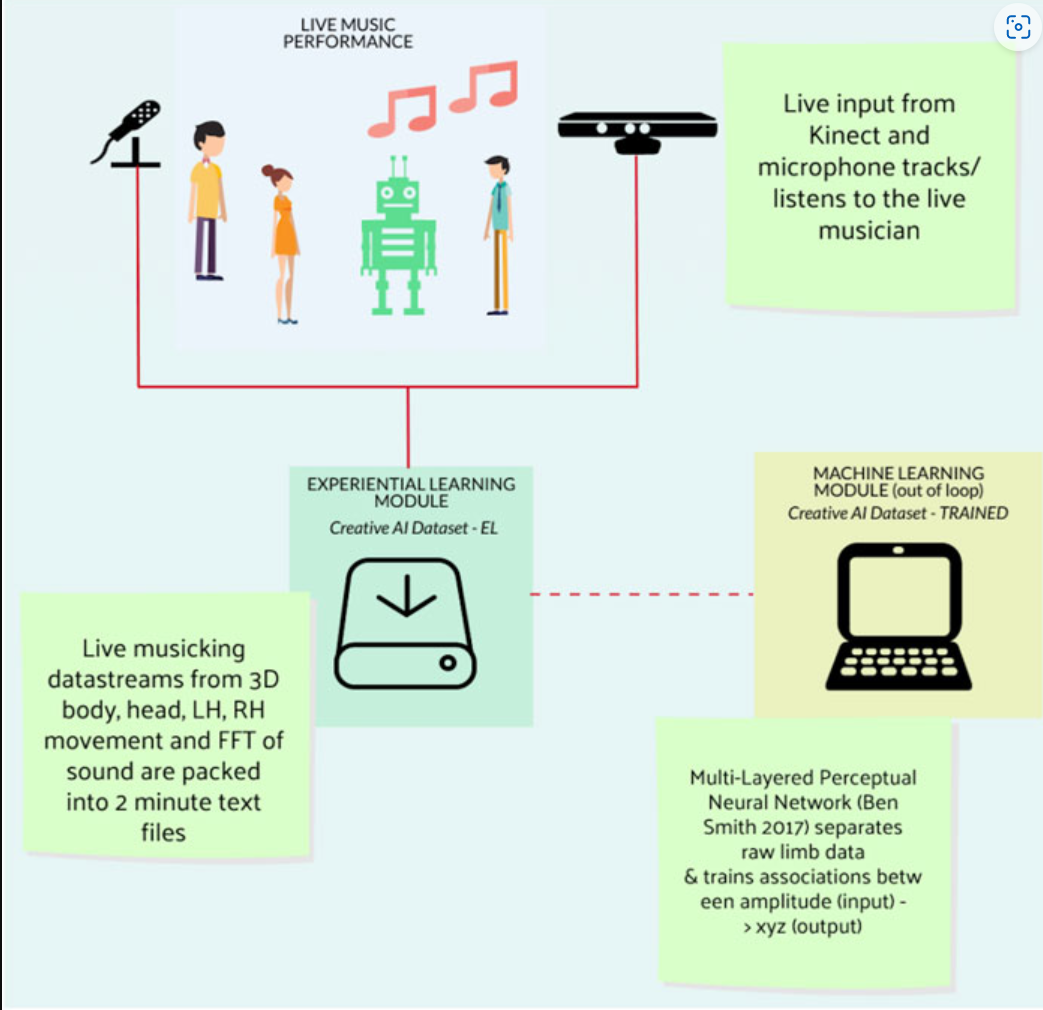 LIVE MUSIC
PERFORMANCE
Live input from
Kinect and
microphone tracks/
listens to the live
musician
EXPERIENTIAL LEARNING
MODULE
Creative AI Dataset - EL
MACHINE LEARNING
MODULE (out of loop)
Creative AI Dataset - TRAINED
Live musicking
datastreams from 3D
body, head, LH, RH
movement and FFT of
sound are packed
into 2 minute text
files
Multi-Layered Perceptual
Neural Network (Ben
Smith 2017) separates
raw limb data
& trains associations betw
een amplitude (input) -
> xyz (output)